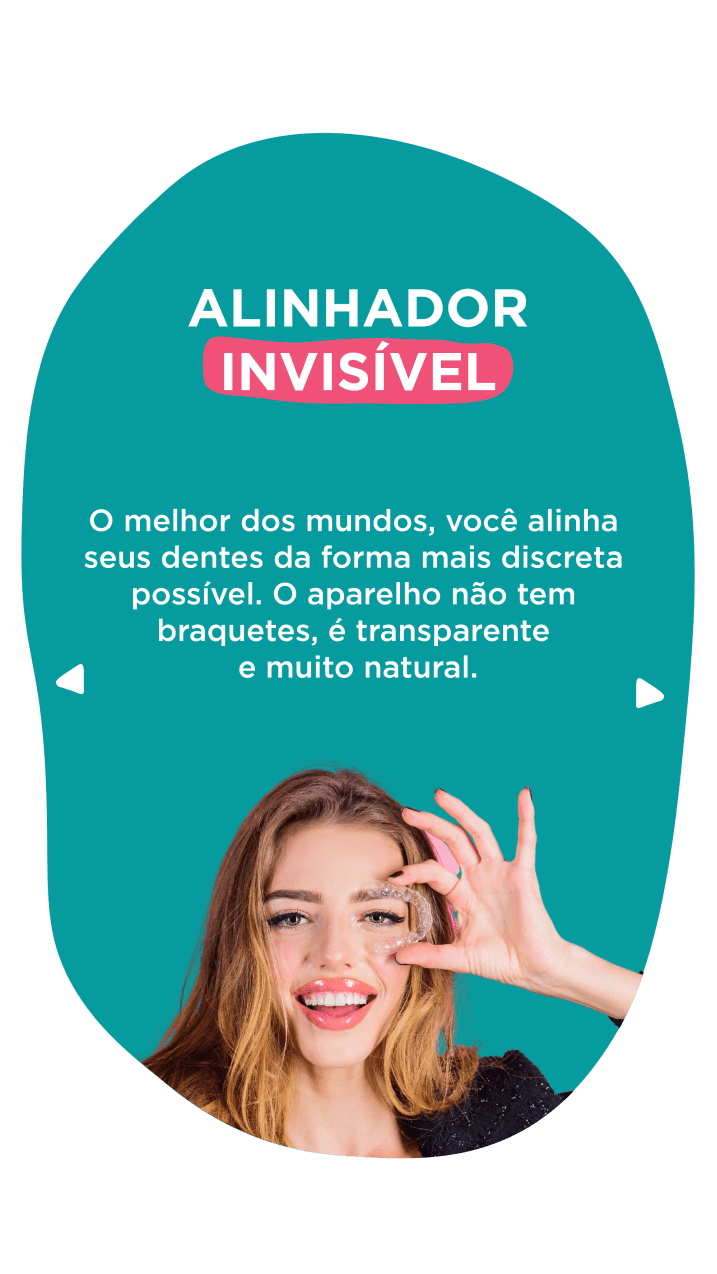 ALINHADOR
INVISÍVEL
O melhor dos mundos, você alinha
seus dentes da forma mais discreta
possível. O aparelho não tem
braquetes, é transparente
e muito natural.